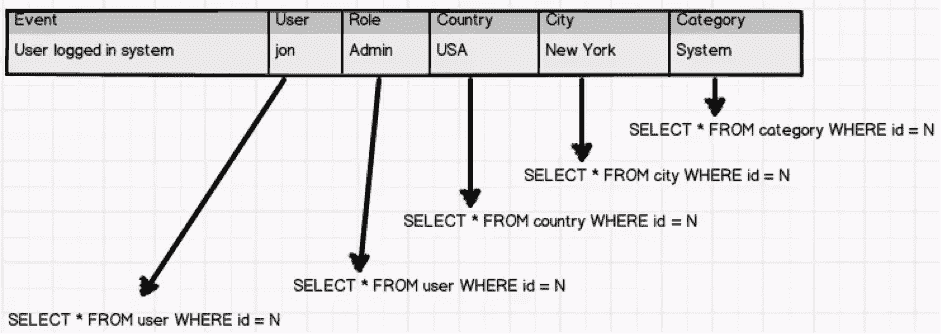 Event User Role Country City Category
User logged in system jon Admin USA New York System
SELECT * FROM category WHERE id = N
SELECT * FROM city WHERE id = N
SELECT * FROM country WHERE id = N
SELECT * FROM user WHERE id = N
SELECT * FROM user WHERE id = N